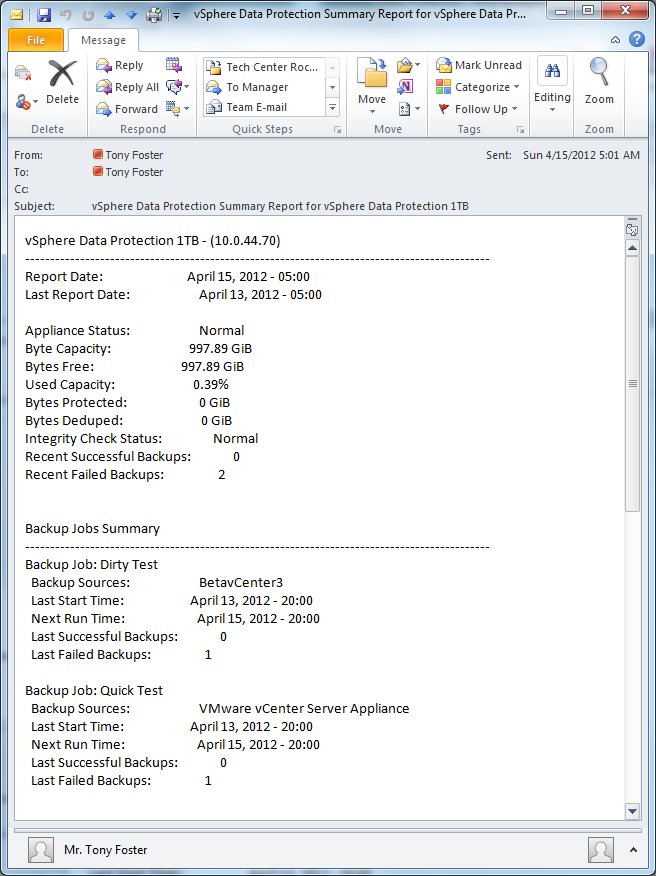 vSphere Data Protection Summary Report for vSphere Data Pr...
File Message
Reply
Reply All
Forward
Delete
Tech Center Roc...
To Manager
Team E-mail
Move
Mark Unread
Categorize
Follow Up
Editing
Zoom
Delete Respond Quick Steps Move Tags Zoom
From: Tony Foster Sent: Sun 4/15/2012 5:01 AM
To: Tony Foster
Cc:
Subject: vSphere Data Protection Summary Report for vSphere Data Protection 1TB
vSphere Data Protection 1TB - (10.0.44.70)
--------------------------------------------------------------------------------
Report Date: April 15, 2012 - 05:00
Last Report Date: April 13, 2012 - 05:00
Appliance Status: Normal
Byte Capacity: 997.89 GiB
Bytes Free: 997.89 GiB
Used Capacity: 0.39%
Bytes Protected: 0 GiB
Bytes Deduped: 0 GiB
Integrity Check Status: Normal
Recent Successful Backups: 0
Recent Failed Backups: 2
Backup Jobs Summary
--------------------------------------------------------------------------------
Backup Job: Dirty Test
Backup Sources: BetavCenter3
Last Start Time: April 13, 2012 - 20:00
Next Run Time: April 15, 2012 - 20:00
Last Successful Backups: 0
Last Failed Backups: 1
Backup Job: Quick Test
Backup Sources: VMware vCenter Server Appliance
Last Start Time: April 13, 2012 - 20:00
Next Run Time: April 15, 2012 - 20:00
Last Successful Backups: 0
Last Failed Backups: 1
Mr. Tony Foster